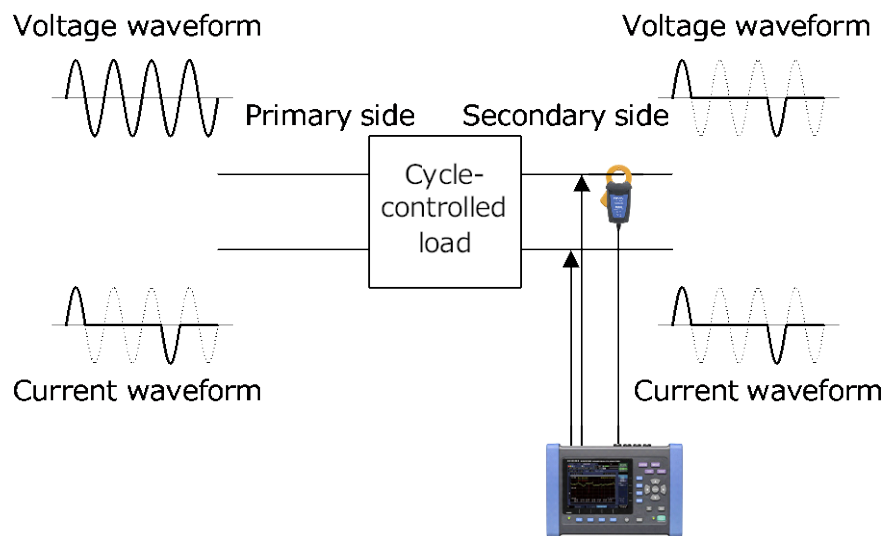 Voltage waveform
Voltage waveform
Primary side
Secondary side
Cycle-
controlled
load
Current waveform
Current waveform